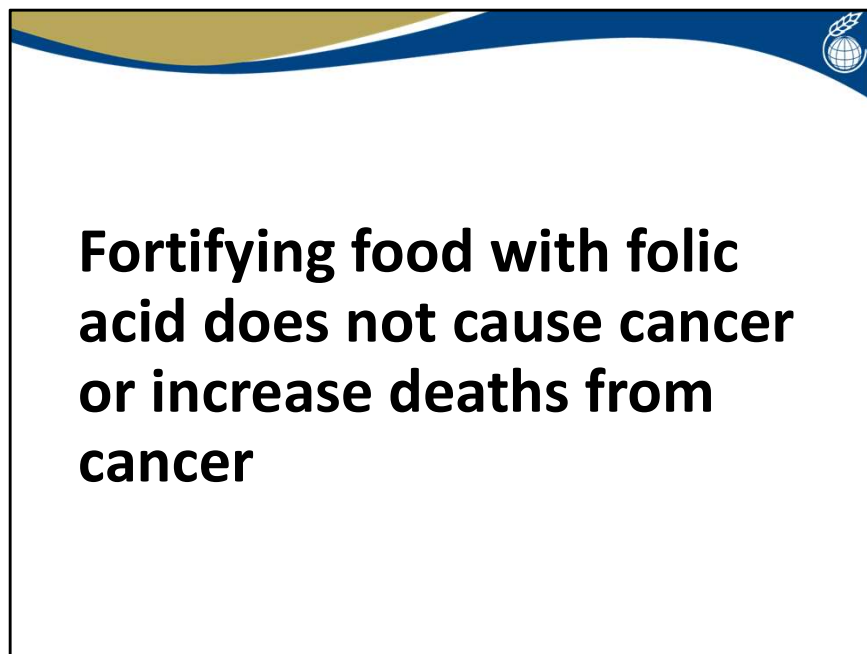 Fortifying food with folic
acid does not cause cancer
or increase deaths from
cancer